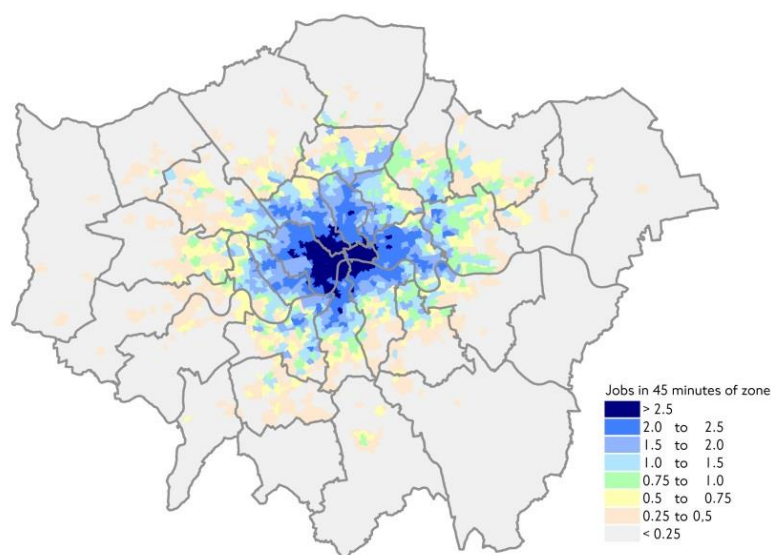 Jobs in 45 minutes of zone
> 2.5
2.0 to 2.5
1.5 to 2.0
1.0 to 1.5
0.75 to 1.0
0.5 to 0.75
0.25 to 0,5
< 0.25